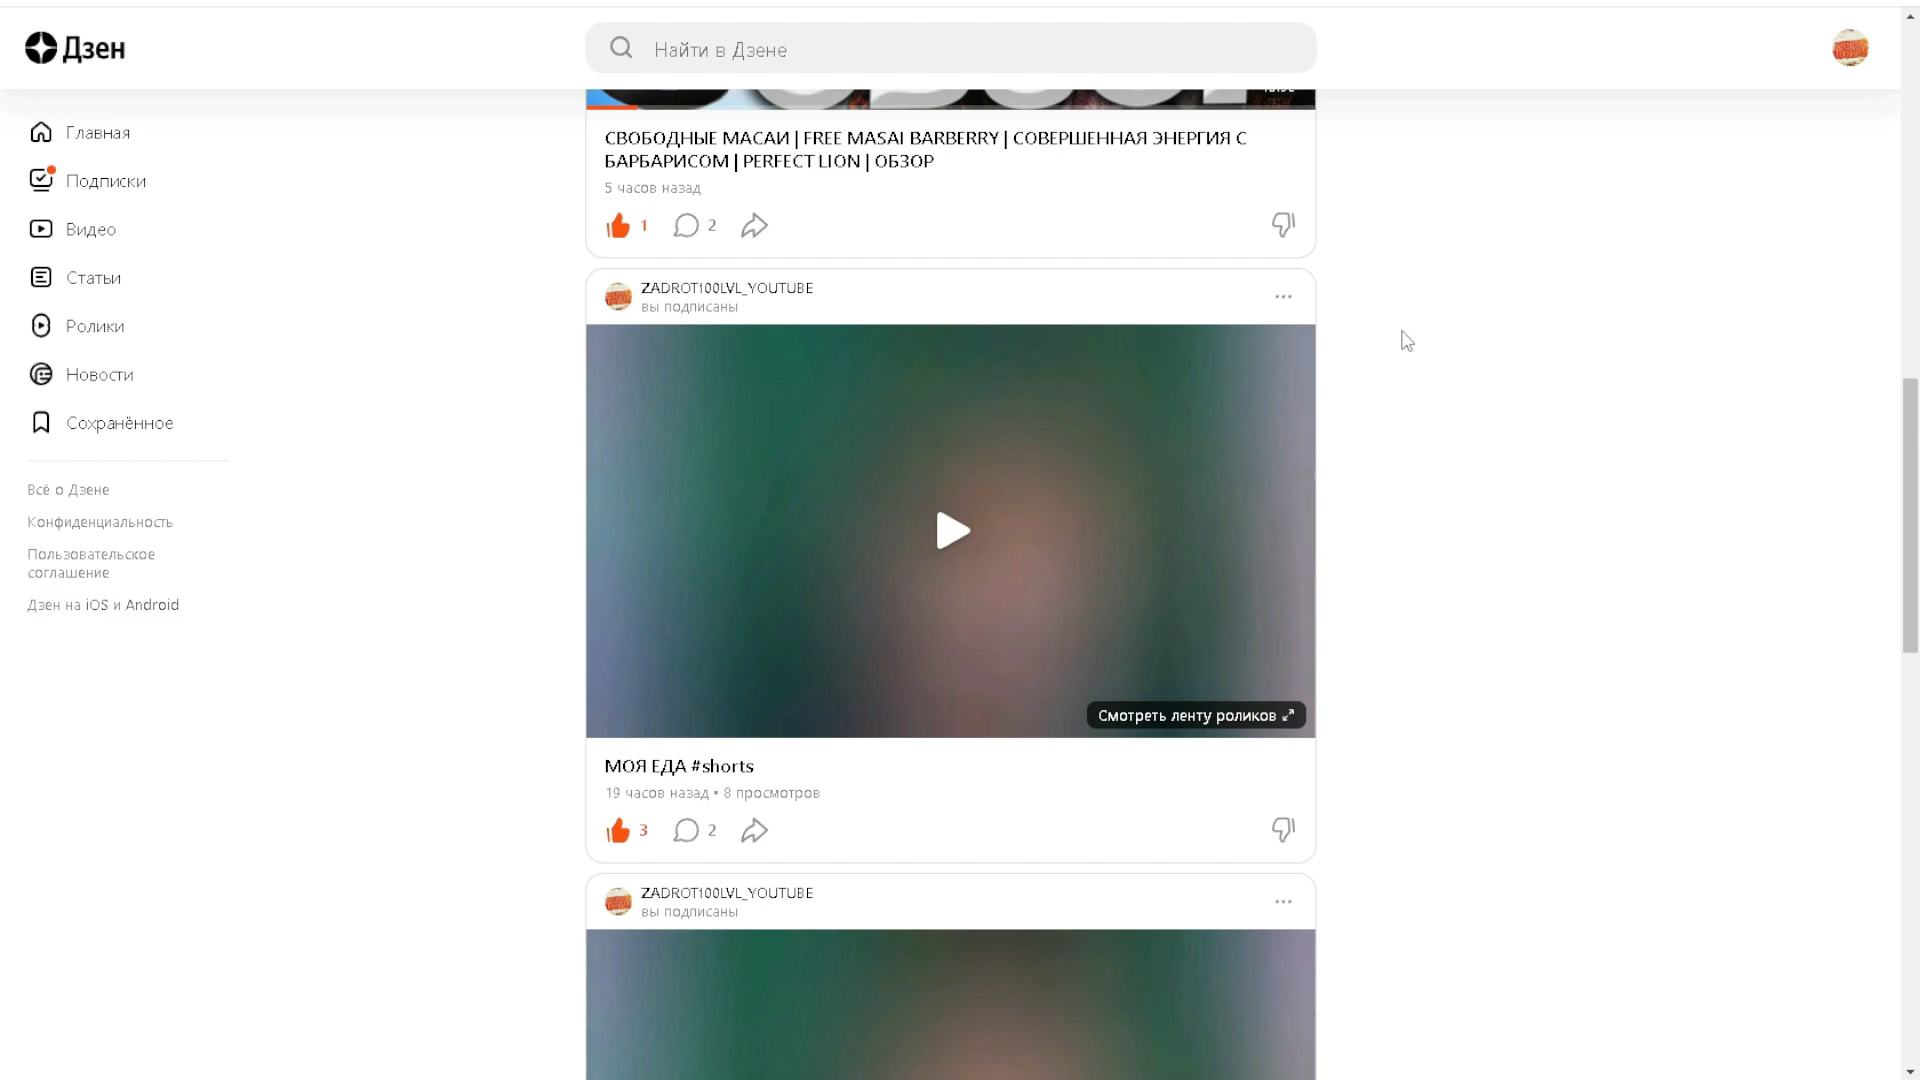 Дзен
Найти в Дзене
Главная
Подписки
Видео
Статьи
Ролики
Новости
Сохранённое
Всё о Дзене
Конфиденциальность
Пользовательское
соглашение
Дзен на iOS и Android
СВОБОДНЫЕ МАСАИ | FREE MASAI BARBERRY | СОВЕРШЕННАЯ ЭНЕРГИЯ С
БАРБАРИСОМ | PERFECT LION | ОБЗОР
5 часов назад
1 2
ZADROT100LVL_YOUTUBE
вы подписаны
Смотреть ленту роликов
МОЯ ЕДА #shorts
19 часов назад • 8 просмотров
3 2
ZADROT100LVL_YOUTUBE
вы подписаны